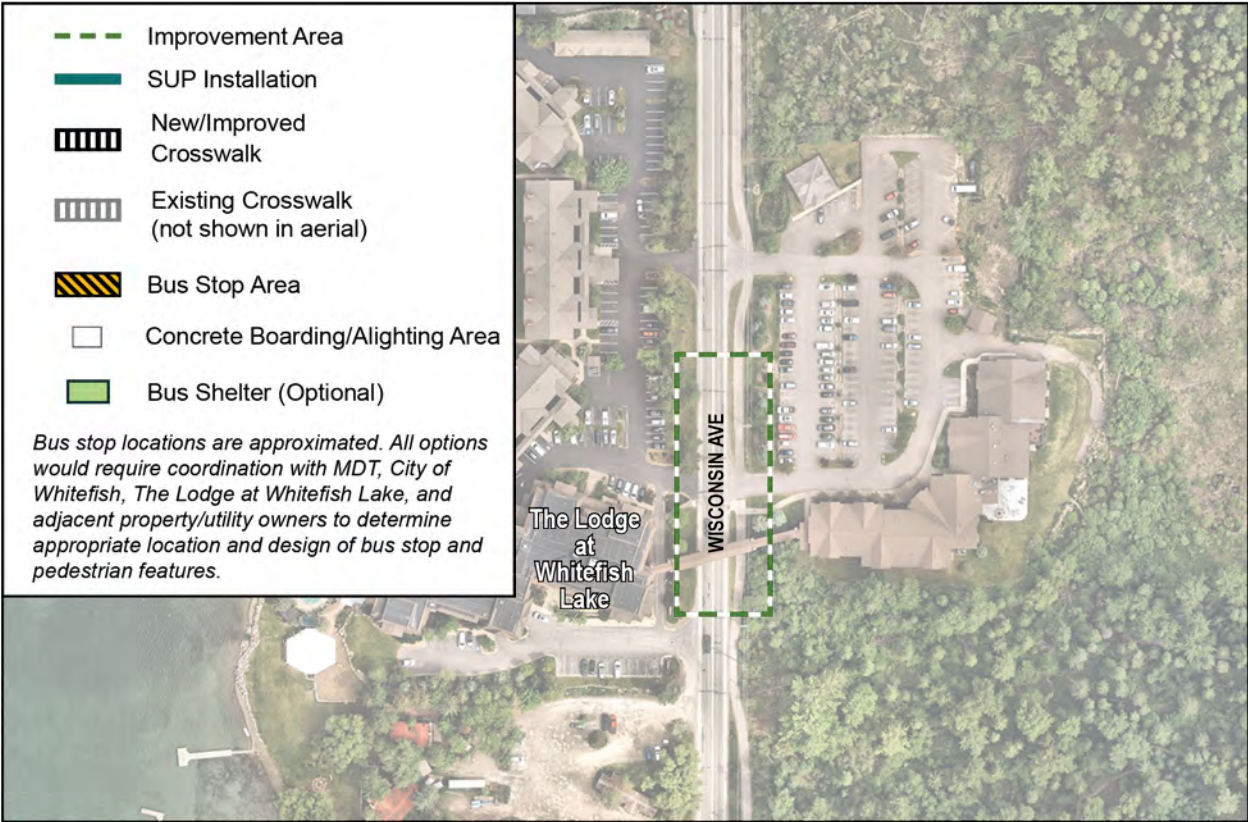 Improvement Area
SUP Installation
New/Improved
Crosswalk
Existing Crosswalk
(not shown in aerial)
Bus Stop Area
Concrete Boarding/Alighting Area
Bus Shelter (Optional)
Bus stop locations are approximated. All options
would require coordination with MDT, City of
Whitefish, The Lodge at Whitefish Lake, and
adjacent property/utility owners to determine
appropriate location and design of bus stop and
pedestrian features.
WISCONSIN AVE
The Lodge
at
Whitefish
Lake